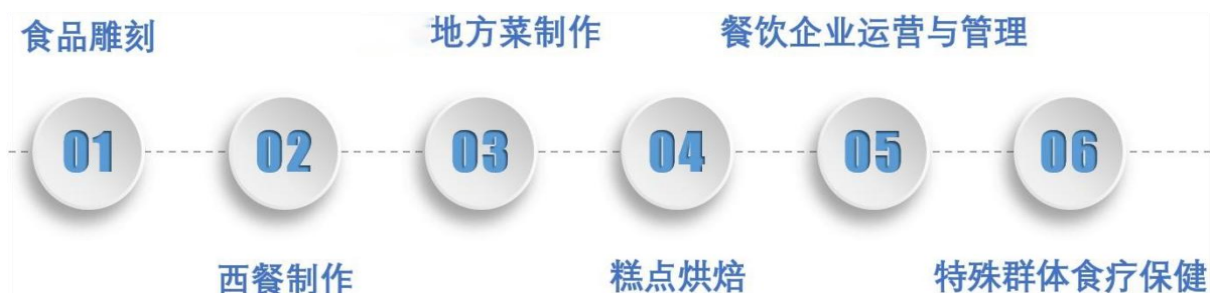 食品雕刻
地方菜制作
餐饮企业运营与管理
01
02
03
04
05
06
西餐制作
糕点烘焙
特殊群体食疗保健